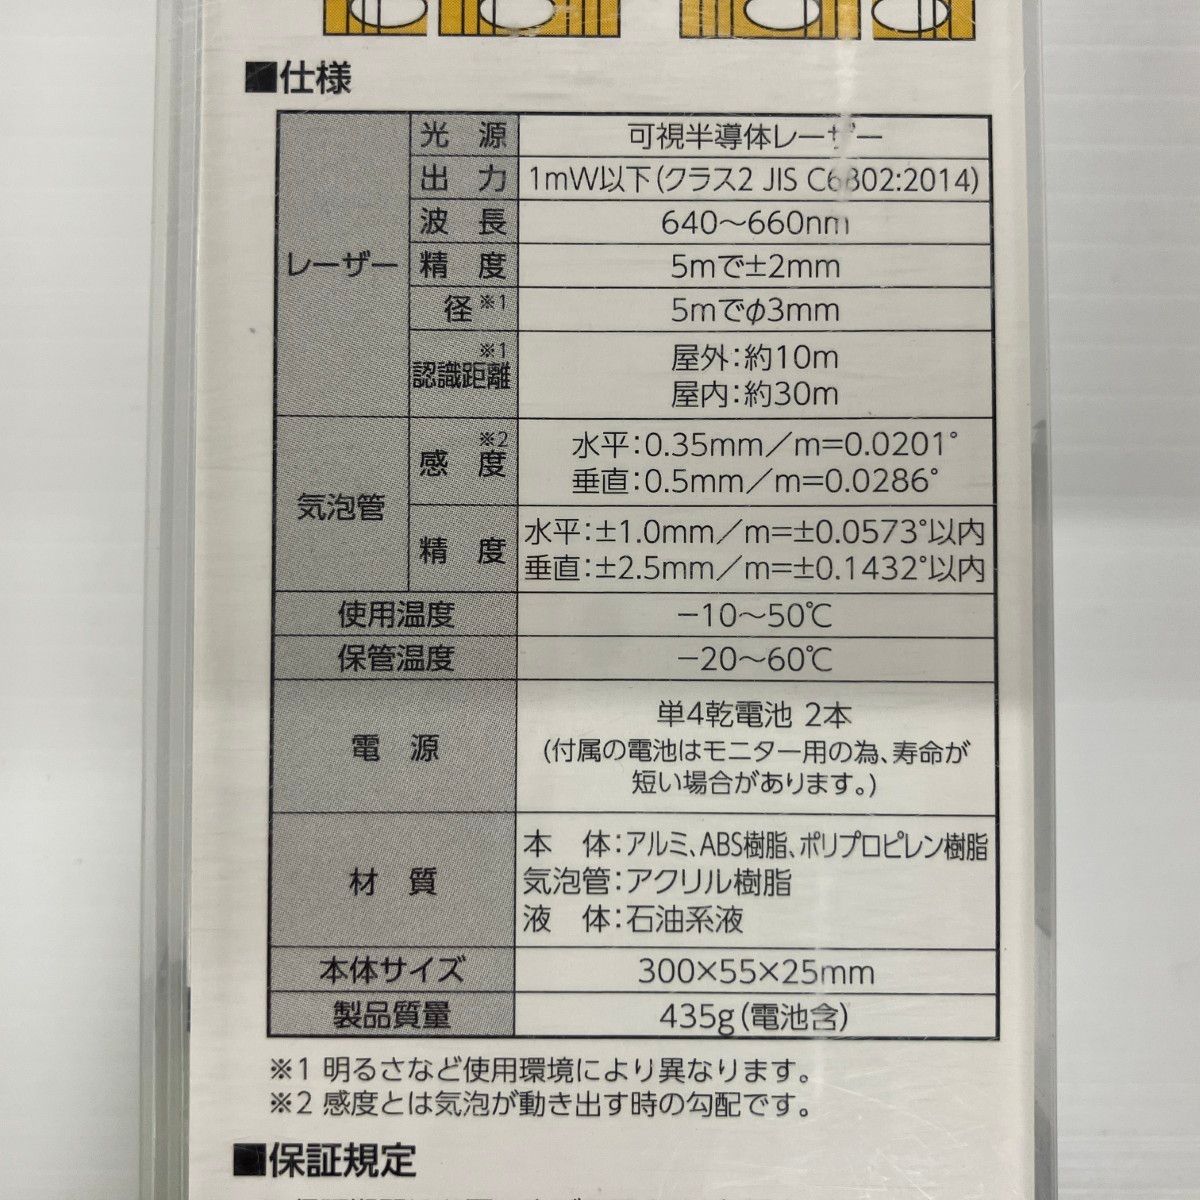 ■仕様
レーザー
光源 可視半導体レーザー
出力 1mW以下(クラス2 JIS C6802:2014)
波長 640〜660nm
精度 5mで±2mm
径※1 5mでφ3mm
認識距離※1 屋外:約10m
屋内:約30m
気泡管
感度※2 水平:0.35mm/m=0.0201°
垂直:0.5mm/m=0.0286°
精度 水平:±1.0mm/m=±0.0573°以内
垂直:±2.5mm/m=±0.1432°以内
使用温度 −10〜50℃
保管温度 −20〜60℃
電源 単4乾電池 2本
(付属の電池はモニター用の為、寿命が
短い場合があります。)
材質 本 体:アルミ、ABS樹脂、ポリプロピレン樹脂
気泡管:アクリル樹脂
液 体:石油系液
本体サイズ 300×55×25mm
製品質量 435g(電池含)
※1 明るさなど使用環境により異なります。
※2 感度とは気泡が動き出す時の勾配です。
■保証規定